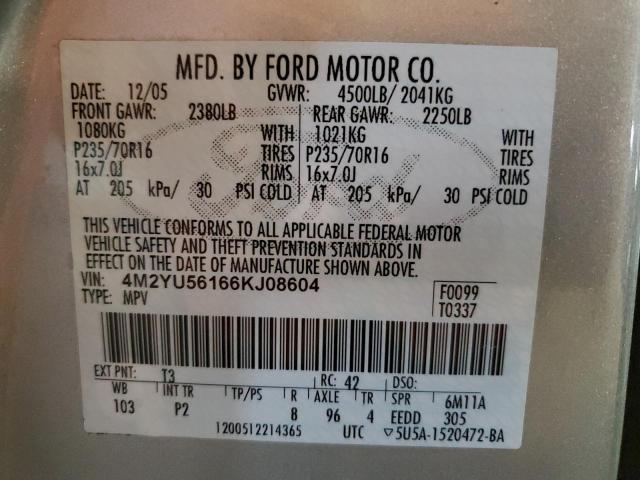 MFD. BY FORD MOTOR CO.
DATE: 12/05 GVWR: 4500LB/ 2041KG
FRONT GAWR: 2380LB REAR GAWR: 2250LB
1080KG WITH 1021KG WITH
P235/70R16 TIRES P235/70R16 TIRES
16x7.0J RIMS 16x7.0J RIMS
AT 205 kPa/ 30 PSI COLD AT 205 kPa/ 30 PSI COLD
THIS VEHICLE CONFORMS TO ALL APPLICABLE FEDERAL MOTOR
VEHICLE SAFETY AND THEFT PREVENTION STANDARDS IN
EFFECT ON THE DATE OF MANUFACTURE SHOWN ABOVE.
VIN: 4M2YU56166KJ08604 F0099
TYPE: MPV T0337
EXT PNT: T3 RC: 42 DSO:
WB INT TR TP/PS R AXLE TR SPR 6M11A
103 P2 8 96 4 EEDD 305
1200512214365 UTC ▽5U5A-1520472-BA
Ford